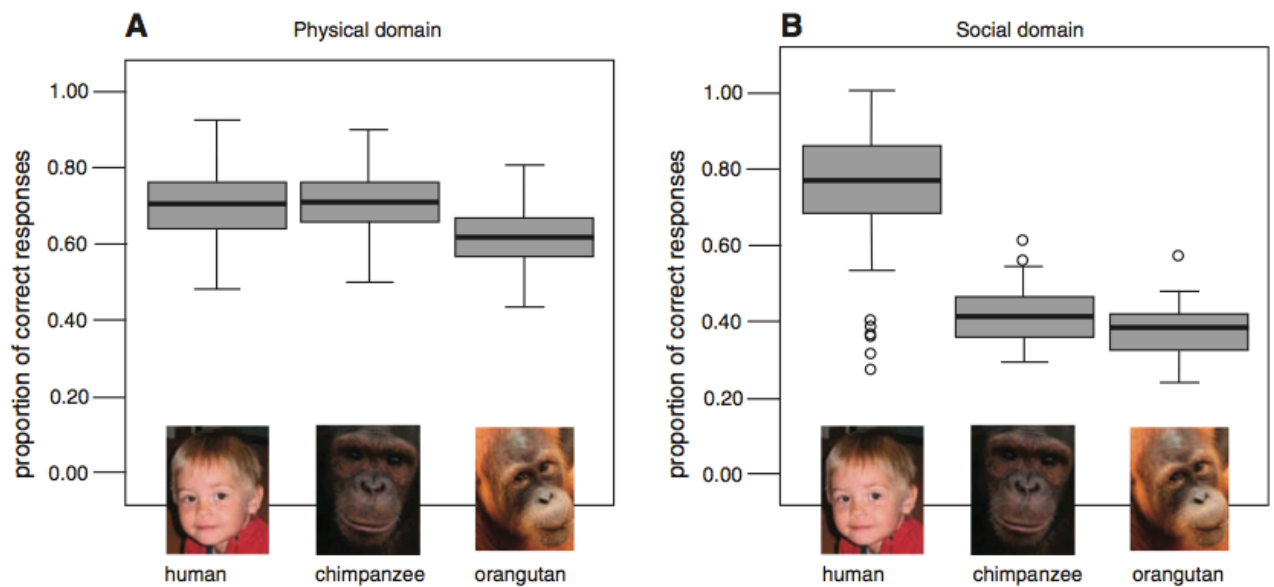 A
Physical domain
proportion of correct responses
1.00
0.80
0.60
0.40
0.20
0.00
human
chimpanzee
orangutan
B
Social domain
proportion of correct responses
1.00
0.80
0.60
0.40
0.20
0.00
human
chimpanzee
orangutan